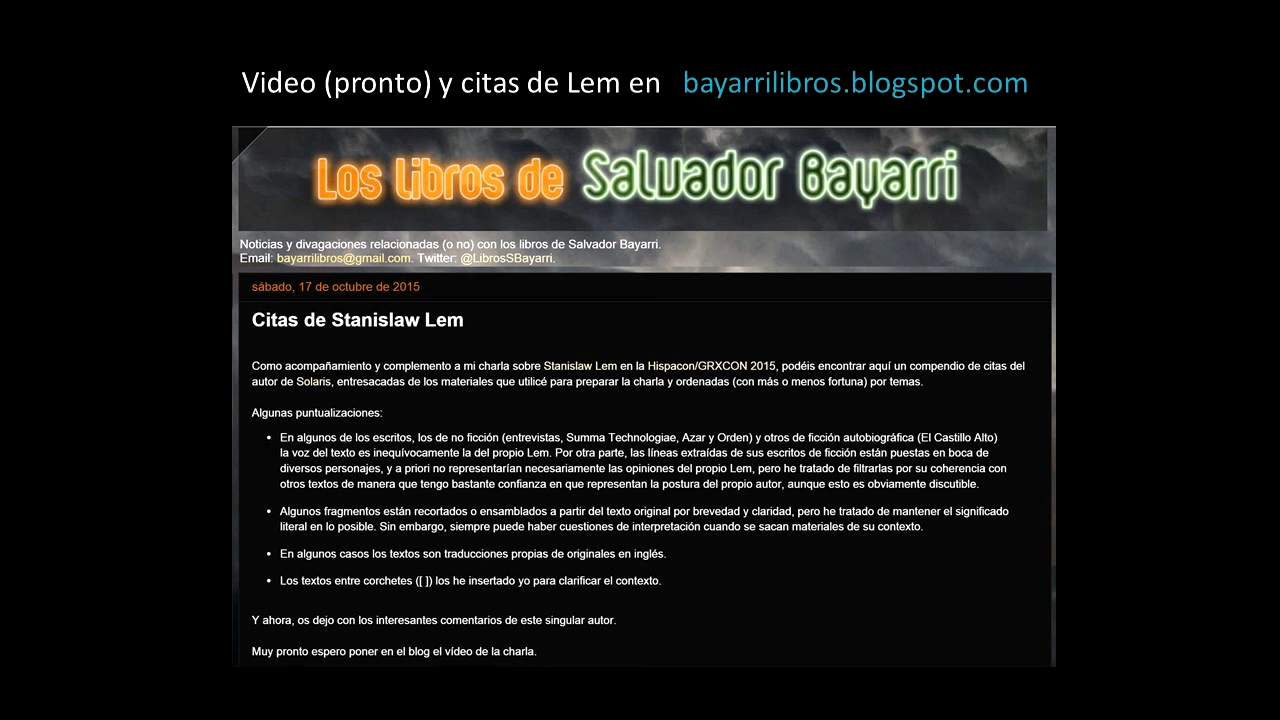 Video (pronto) y citas de Lem en bayarrilibros.blogspot.com
Los libros de Salvador Bayarri
Noticias y divagaciones relacionadas (o no) con los libros de Salvador Bayarri.
Email: bayarrilibros@gmail.com. Twitter: @LibrosSBayarri.
sábado, 17 de octubre de 2015
Citas de Stanislaw Lem
Como acompañamiento y complemento a mi charla sobre Stanislaw Lem en la Hispacon/GRXCON 2015, podéis encontrar aquí un compendio de citas del
autor de Solaris, entresacadas de los materiales que utilicé para preparar la charla y ordenadas (con más o menos fortuna) por temas.
Algunas puntualizaciones:
• En algunos de los escritos, los de no ficción (entrevistas, Summa Technologiae, Azar y Orden) y otros de ficción autobiográfica (El Castillo Alto)
la voz del texto es inequívocamente la del propio Lem. Por otra parte, las líneas extraídas de sus escritos de ficción están puestas en boca de
diversos personajes, y a priori no representarían necesariamente las opiniones del propio Lem, pero he tratado de filtrarlas por su coherencia con
otros textos de manera que tengo bastante confianza en que representan la postura del propio autor, aunque esto es obviamente discutible.
• Algunos fragmentos están recortados o ensamblados a partir del texto original por brevedad y claridad, pero he tratado de mantener el significado
literal en lo posible. Sin embargo, siempre puede haber cuestiones de interpretación cuando se sacan materiales de su contexto.
• En algunos casos los textos son traducciones propias de originales en inglés.
• Los textos entre corchetes ([ ]) los he insertado yo para clarificar el contexto.
Y ahora, os dejo con los interesantes comentarios de este singular autor.
Muy pronto espero poner en el blog el vídeo de la charla.